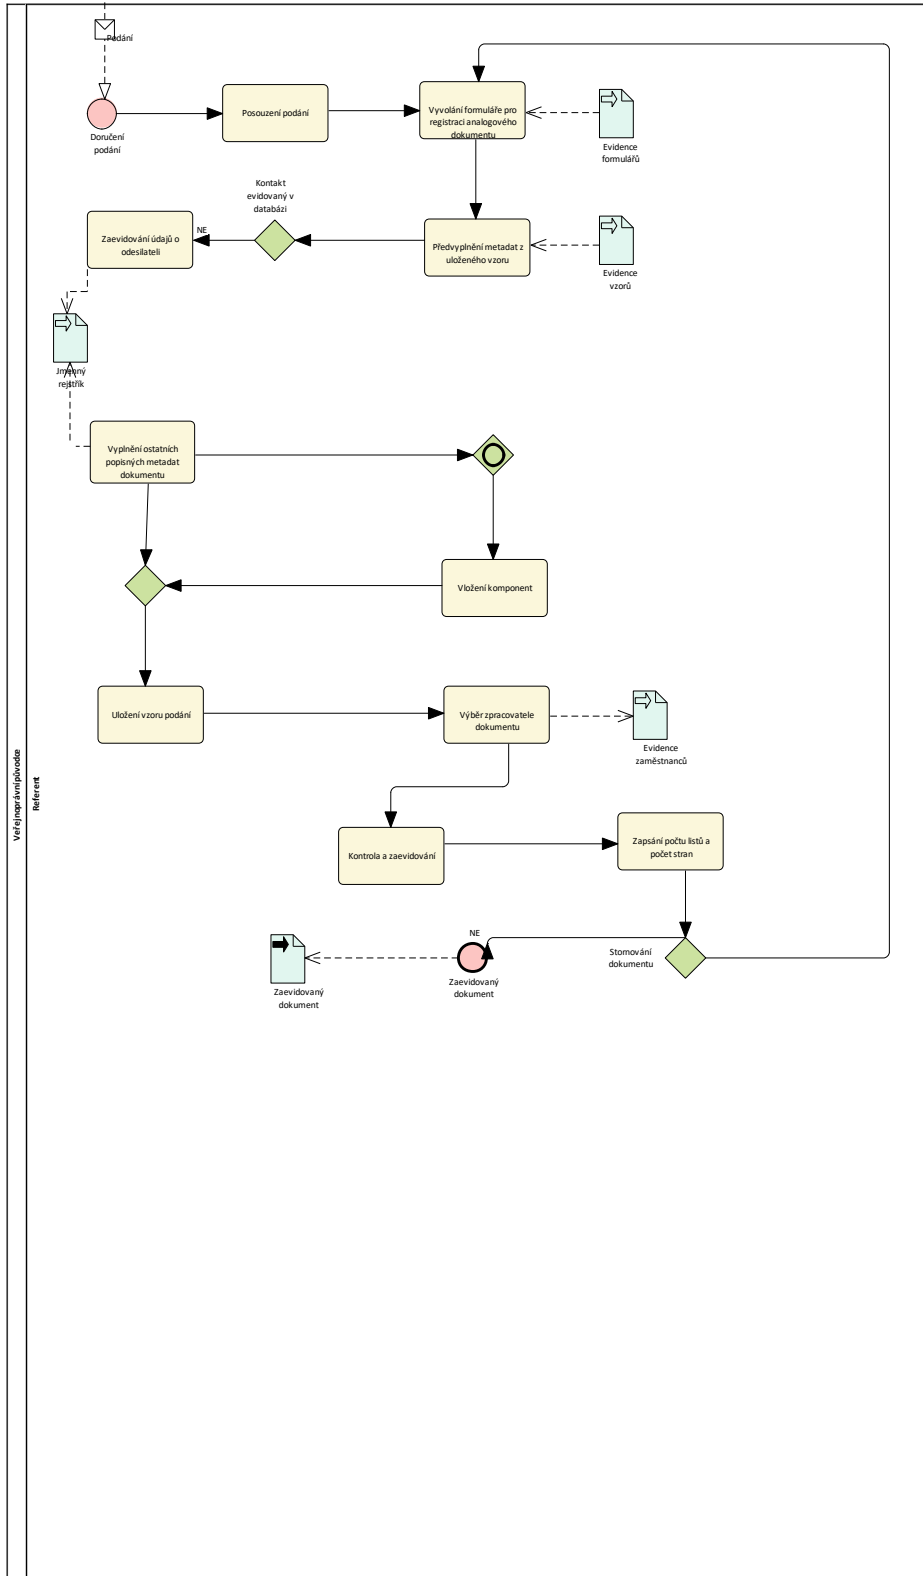 Podání
Doručení
podání
Posouzení podání
Vyvolání formuláře pro
registraci analogového
dokumentu
Evidence
formulářů
Kontakt
evidovaný v
databázi
NE
Zaevidování údajů o
odesilateli
Předvyplnění metadat z
uloženého vzoru
Evidence
vzorů
Jmenný
rejstřík
Vyplnění ostatních
popisných metadat
dokumentu
Vložení komponent
Uložení vzoru podání
Výběr zpracovatele
dokumentu
Evidence
zaměstnanců
Veřejnoprávní původce
Referent
Kontrola a zaevidování
Zapsání počtu listů a
počet stran
NE
Stornování
dokumentu
Zaevidovaný
dokument
Zaevidovaný
dokument